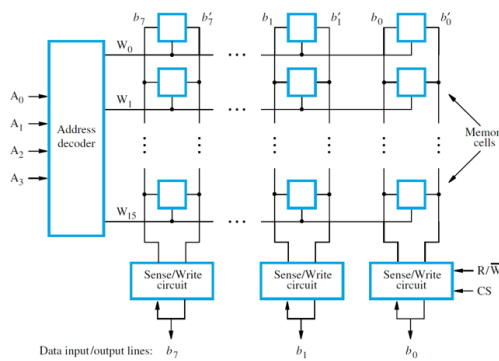 b7 b′7 b1 b′1 b0 b′0
W0
A0
W1
A1
Address
decoder
A2
A3
Memor
cells
W15
Sense/Write
circuit
Sense/Write
circuit
Sense/Write
circuit
R/W̅
CS
Data input/output lines: b7 b1 b0